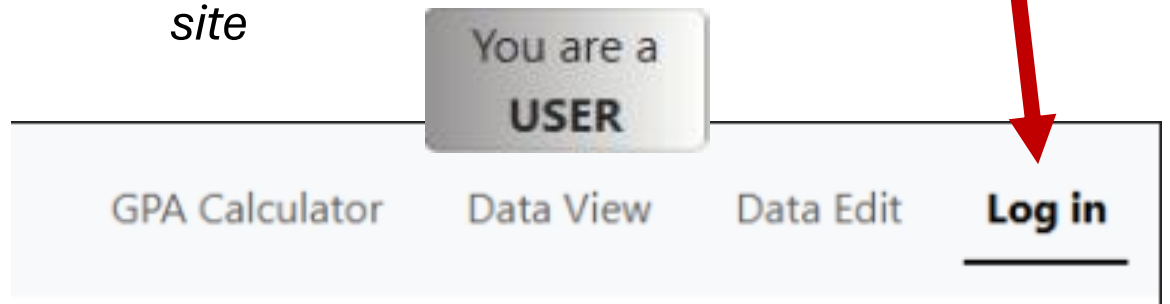 site
You are a
USER
GPA Calculator Data View Data Edit Log in